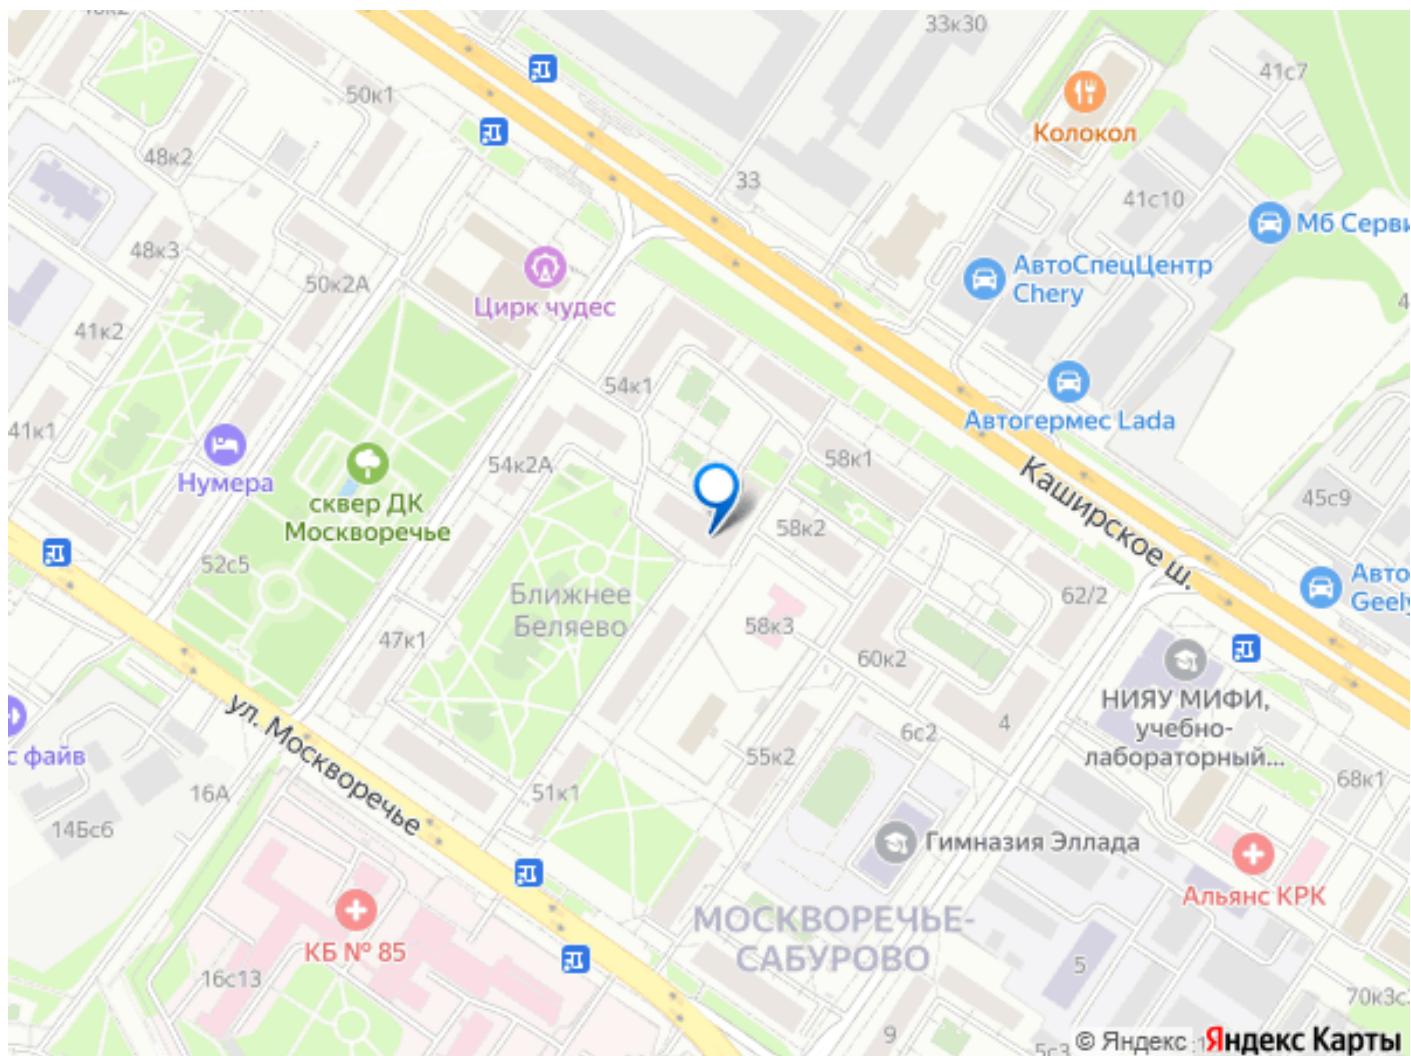 50к1
33к30
41с7
Колокол
48к2
33
41с10
Мб Серви
48к3
50к2А
Цирк чудес
АвтоСпецЦентр
Chery
41к2
54к1
Автогермес Lada
41к1
Нумера
54к2А
58к1
Каширское ш.
45с9
сквер ДК
Москворечье
58к2
52с5
Ближнее
Беляево
62/2
Авто
Geely
47к1
58к3
60к2
НИЯУ МИФИ,
учебно-
лабораторный...
ул. Москворечье
6с2
4
с файв
55к2
68к1
16А
51к1
14Бс6
Гимназия Эллада
Альянс КРК
КБ № 85
МОСКВОРЕЧЬЕ-
САБУРОВО
16с13
5
70к3с
9
5с3
© Яндекс Яндекс Карты